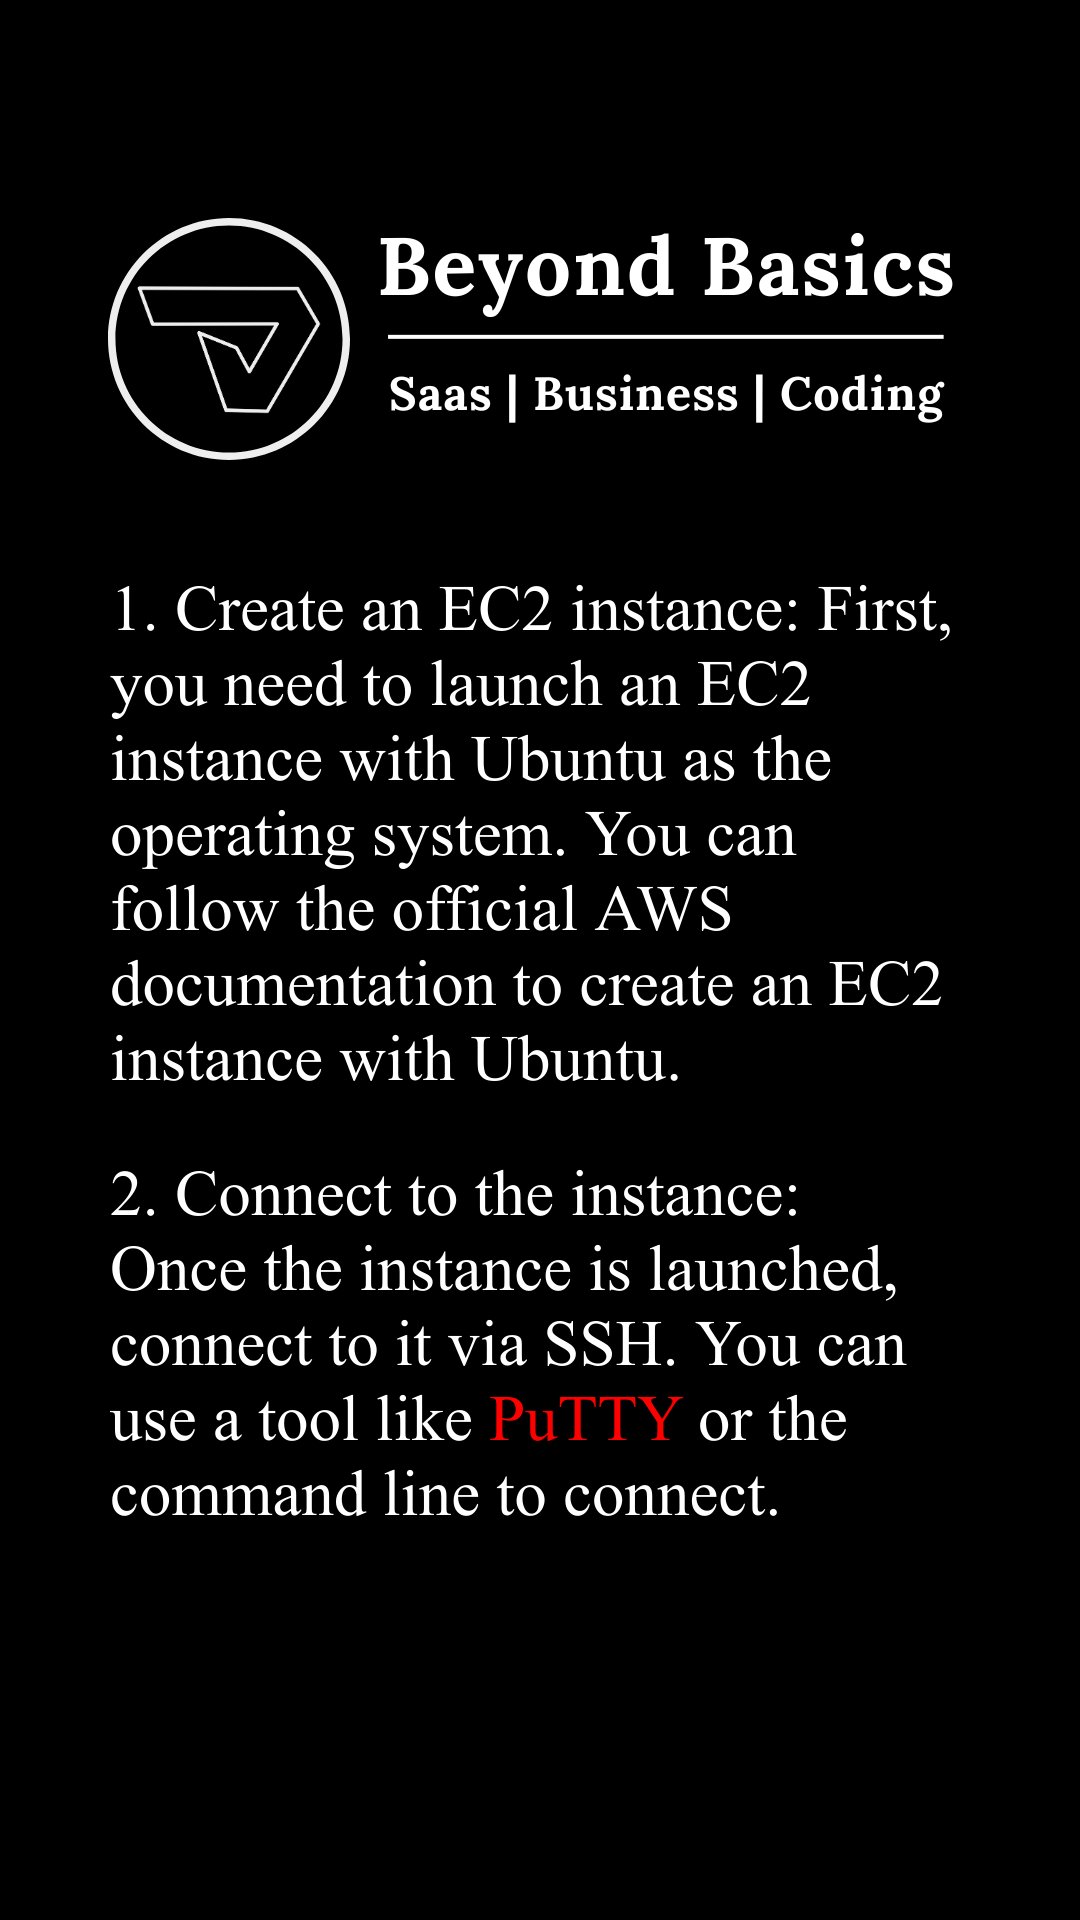 Beyond Basics
Saas | Business | Coding
1. Create an EC2 instance: First,
you need to launch an EC2
instance with Ubuntu as the
operating system. You can
follow the official AWS
documentation to create an EC2
instance with Ubuntu.
2. Connect to the instance:
Once the instance is launched,
connect to it via SSH. You can
use a tool like PuTTY or the
command line to connect.